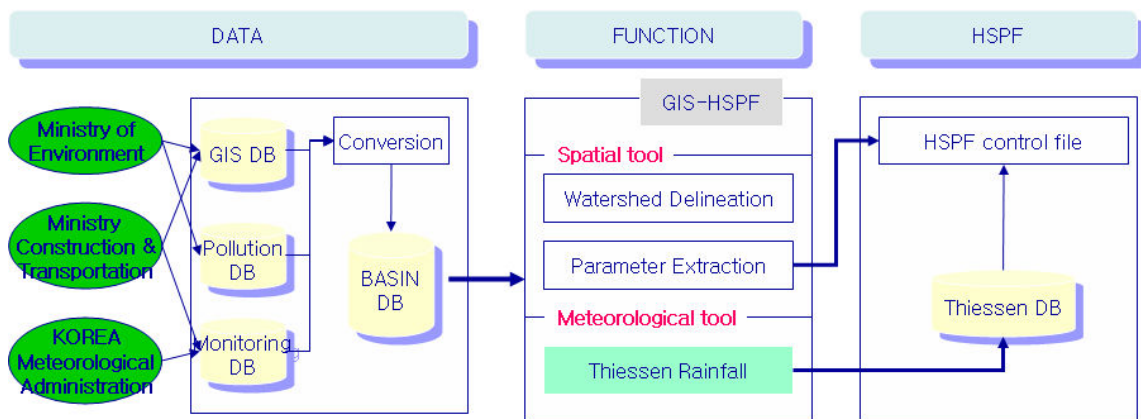 DATA
FUNCTION
HSPF
Ministry of
Environment
Ministry
Construction &
Transportation
KOREA
Meteorological
Administration
GIS DB
Pollution
DB
Monitoring
DB
Conversion
BASIN
DB
GIS-HSPF
Spatial tool
Watershed Delineation
Parameter Extraction
Meteorological tool
Thiessen Rainfall
HSPF control file
Thiessen DB